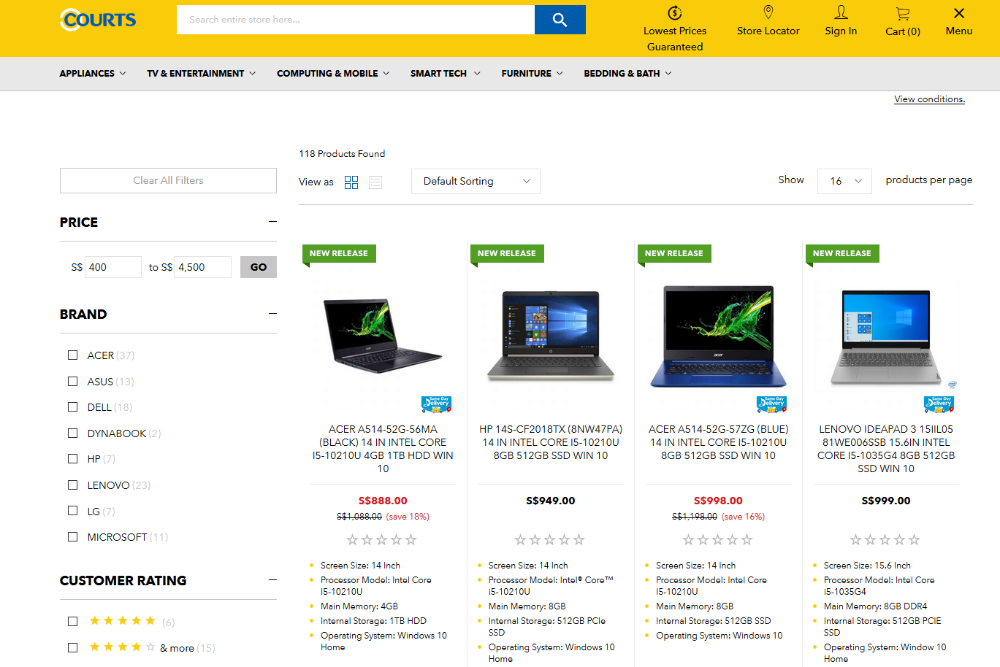 COURTS
Search entire store here...
Lowest Prices
Guaranteed
Store Locator
Sign In
Cart (0)
Menu
APPLIANCES
TV & ENTERTAINMENT
COMPUTING & MOBILE
SMART TECH
FURNITURE
BEDDING & BATH
View conditions.
118 Products Found
Clear All Filters
View as
Default Sorting
Show
16
products per page
PRICE
S$ 400 to S$ 4,500 GO
BRAND
ACER (37)
ASUS (13)
DELL (18)
DYNABOOK (2)
HP (7)
LENOVO (23)
LG (7)
MICROSOFT (11)
CUSTOMER RATING
(6)
& more (15)
NEW RELEASE
acer
Same Day
Delivery
ACER A514-52G-56MA
(BLACK) 14 IN INTEL CORE
I5-10210U 4GB 1TB HDD WIN
10
S$888.00
S$1,088.00 (save 18%)
Screen Size: 14 Inch
Processor Model: Intel Core
I5-10210U
Main Memory: 4GB
Internal Storage: 1TB HDD
Operating System: Windows 10
Home
NEW RELEASE
HP 14S-CF2018TX (8NW47PA)
14 IN INTEL CORE I5-10210U
8GB 512GB SSD WIN 10
S$949.00
Screen Size: 14 Inch
Processor Model: Intel® Core™
i5-10210U
Main Memory: 8GB
Internal Storage: 512GB PCIe
SSD
Operating System: Windows 10
Home
NEW RELEASE
acer
Same Day
Delivery
ACER A514-52G-57ZG (BLUE)
14 IN INTEL CORE I5-10210U
8GB 512GB SSD WIN 10
S$998.00
S$1,198.00 (save 16%)
Screen Size: 14 Inch
Processor Model: Intel Core
I5-10210U
Main Memory: 8GB
Internal Storage: 512GB SSD
Operating System: Windows 10
NEW RELEASE
Same Day
Delivery
LENOVO IDEAPAD 3 15IIL05
81WE006SSB 15.6IN INTEL
CORE I5-1035G4 8GB 512GB
SSD WIN 10
S$999.00
Screen Size: 15.6 Inch
Processor Model: Intel Core
i5-1035G4
Main Memory: 8GB DDR4
Internal Storage: 512GB PCIE
SSD
Operating System: Window 10
Home